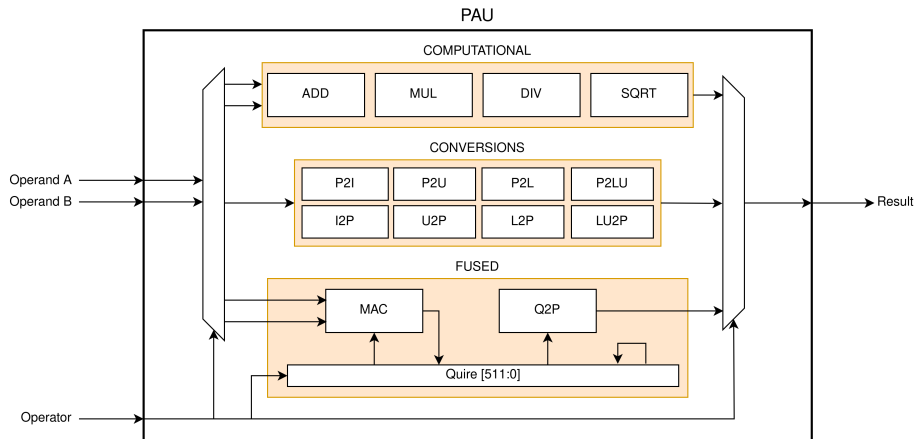 PAU
COMPUTATIONAL
ADD MUL DIV SQRT
CONVERSIONS
P2I P2U P2L P2LU
I2P U2P L2P LU2P
Operand A
Operand B
Result
FUSED
MAC Q2P
Quire [511:0]
Operator